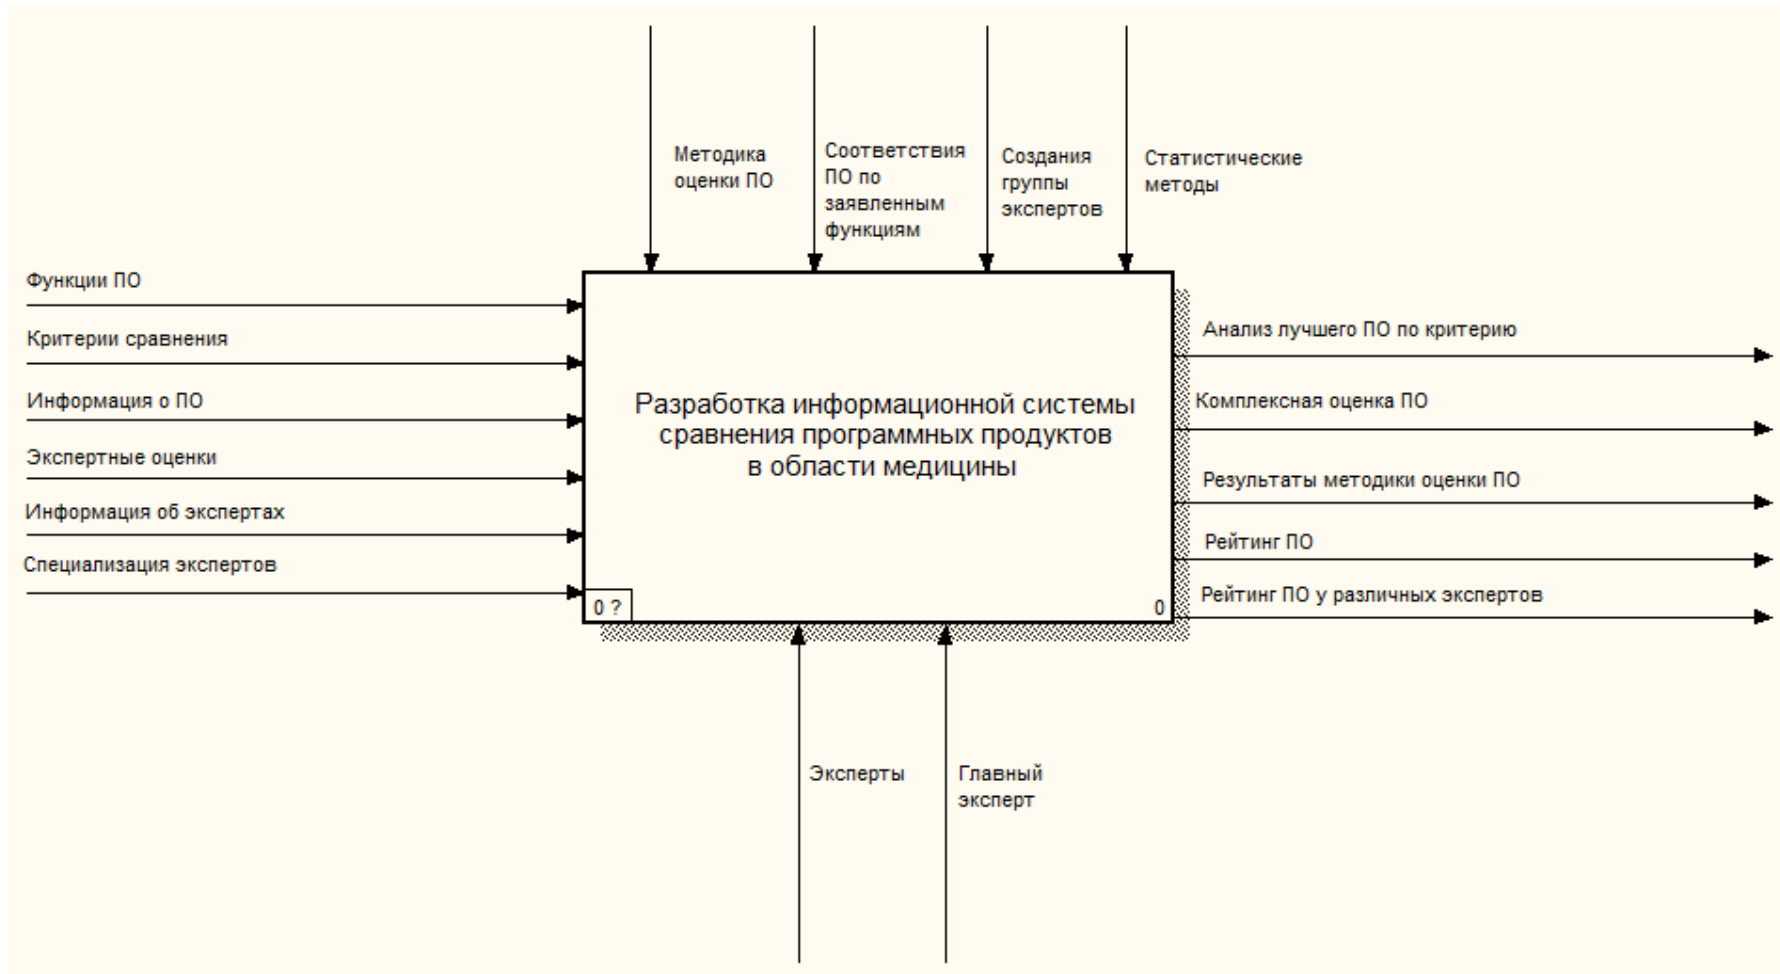 Методика
оценки ПО
Соответствия
ПО по
заявленным
функциям
Создания
группы
экспертов
Статистические
методы
Функции ПО
Критерии сравнения
Информация о ПО
Экспертные оценки
Информация об экспертах
Специализация экспертов
Разработка информационной системы
сравнения программных продуктов
в области медицины
0 ?
0
Анализ лучшего ПО по критерию
Комплексная оценка ПО
Результаты методики оценки ПО
Рейтинг ПО
Рейтинг ПО у различных экспертов
Эксперты
Главный
эксперт